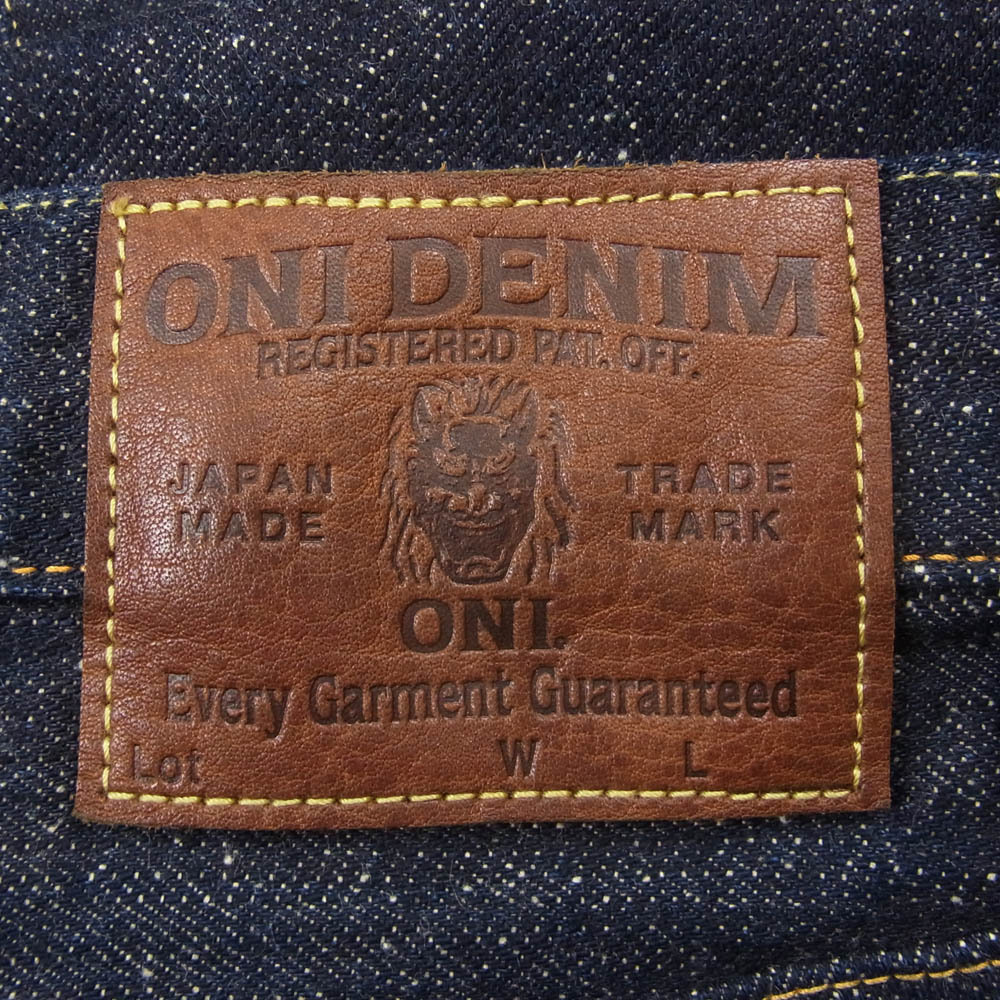 ONI DENIM
REGISTERED PAT. OFF.
JAPAN
MADE
TRADE
MARK
ONI.
Every Garment Guaranteed
Lot W L